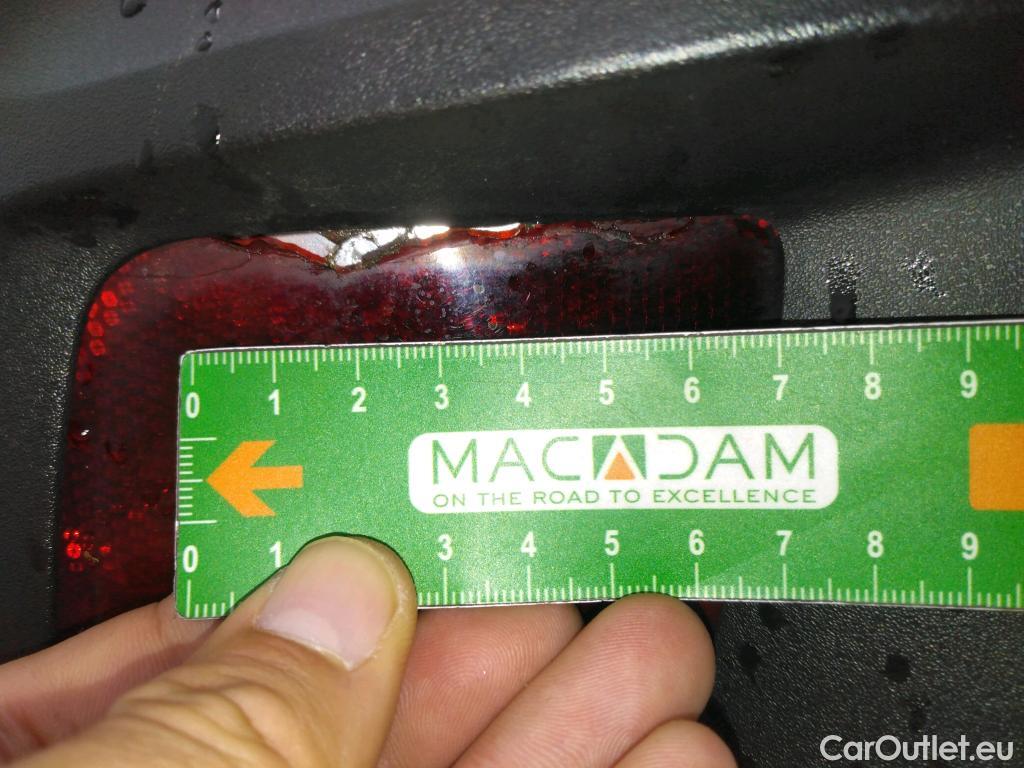 0 1 2 3 4 5 6 7 8 9
MACADAM
ON THE ROAD TO EXCELLENCE
0 1 3 4 5 6 7 8 9
CarOutlet.eu